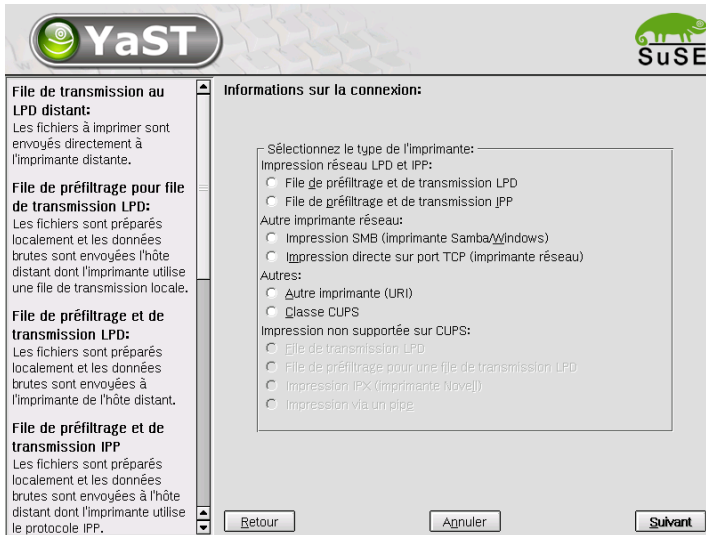 YaST
SuSE
File de transmission au
LPD distant:
Les fichiers à imprimer sont
envoyés directement à
l'imprimante distante.
File de préfiltrage pour file
de transmission LPD:
Les fichiers sont préparés
localement et les données
brutes sont envoyées l'hôte
distant dont l'imprimante utilise
une file de transmission locale.
File de préfiltrage et de
transmission LPD:
Les fichiers sont préparés
localement et les données
brutes sont envoyées à
l'imprimante de l'hôte distant.
File de préfiltrage et de
transmission IPP
Les fichiers sont préparés
localement et les données
brutes sont envoyées à l'hôte
distant dont l'imprimante utilise
le protocole IPP.
Informations sur la connexion:
Sélectionnez le type de l'imprimante:
Impression réseau LPD et IPP:
File de préfiltrage et de transmission LPD
File de préfiltrage et de transmission IPP
Autre imprimante réseau:
Impression SMB (imprimante Samba/Windows)
Impression directe sur port TCP (imprimante réseau)
Autres:
Autre imprimante (URI)
Classe CUPS
Impression non supportée sur CUPS:
File de transmission LPD
File de préfiltrage pour une file de transmission LPD
Impression IPX (imprimante Novell)
Impression via un pipe
Retour
Annuler
Suivant